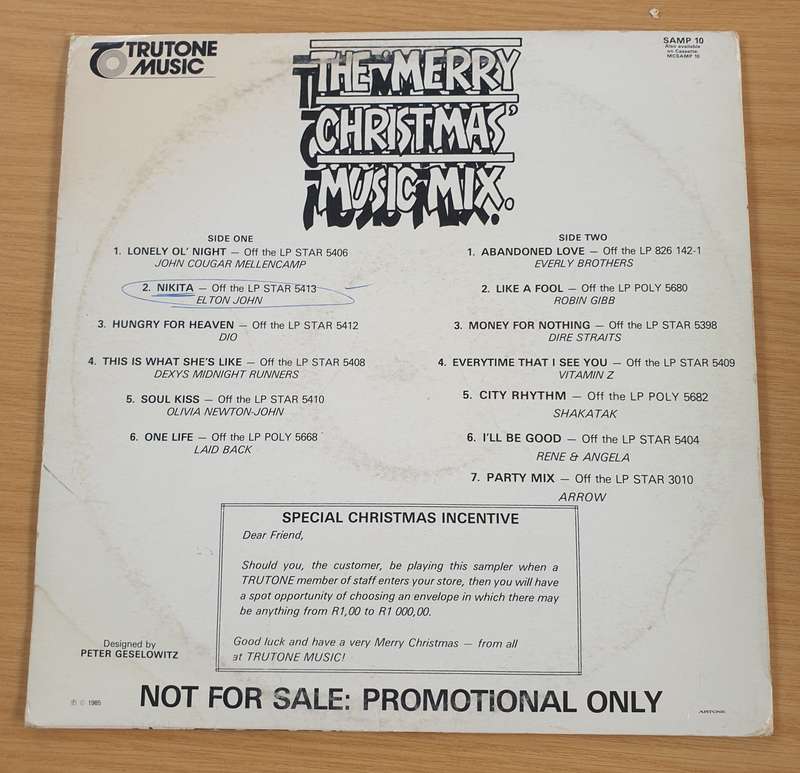 TRUTONE
MUSIC
THE 'MERRY
CHRISTMAS'
MUSIC MIX.
SAMP 10
Also available
on Cassette:
MCSAMP 10
SIDE ONE
1. LONELY OL' NIGHT — Off the LP STAR 5406
JOHN COUGAR MELLENCAMP
2. NIKITA — Off the LP STAR 5413
ELTON JOHN
3. HUNGRY FOR HEAVEN — Off the LP STAR 5412
DIO
4. THIS IS WHAT SHE'S LIKE — Off the LP STAR 5408
DEXYS MIDNIGHT RUNNERS
5. SOUL KISS — Off the LP STAR 5410
OLIVIA NEWTON-JOHN
6. ONE LIFE — Off the LP POLY 5668
LAID BACK
SIDE TWO
1. ABANDONED LOVE — Off the LP 826 142-1
EVERLY BROTHERS
2. LIKE A FOOL — Off the LP POLY 5680
ROBIN GIBB
3. MONEY FOR NOTHING — Off the LP STAR 5398
DIRE STRAITS
4. EVERYTIME THAT I SEE YOU — Off the LP STAR 5409
VITAMIN Z
5. CITY RHYTHM — Off the LP POLY 5682
SHAKATAK
6. I'LL BE GOOD — Off the LP STAR 5404
RENE & ANGELA
7. PARTY MIX — Off the LP STAR 3010
ARROW
SPECIAL CHRISTMAS INCENTIVE
Dear Friend,
Should you, the customer, be playing this sampler when a
TRUTONE member of staff enters your store, then you will have
a spot opportunity of choosing an envelope in which there may
be anything from R1,00 to R1 000,00.
Good luck and have a very Merry Christmas — from all
at TRUTONE MUSIC!
Designed by
PETER GESELOWITZ
℗ © 1985
NOT FOR SALE: PROMOTIONAL ONLY
ARTONE